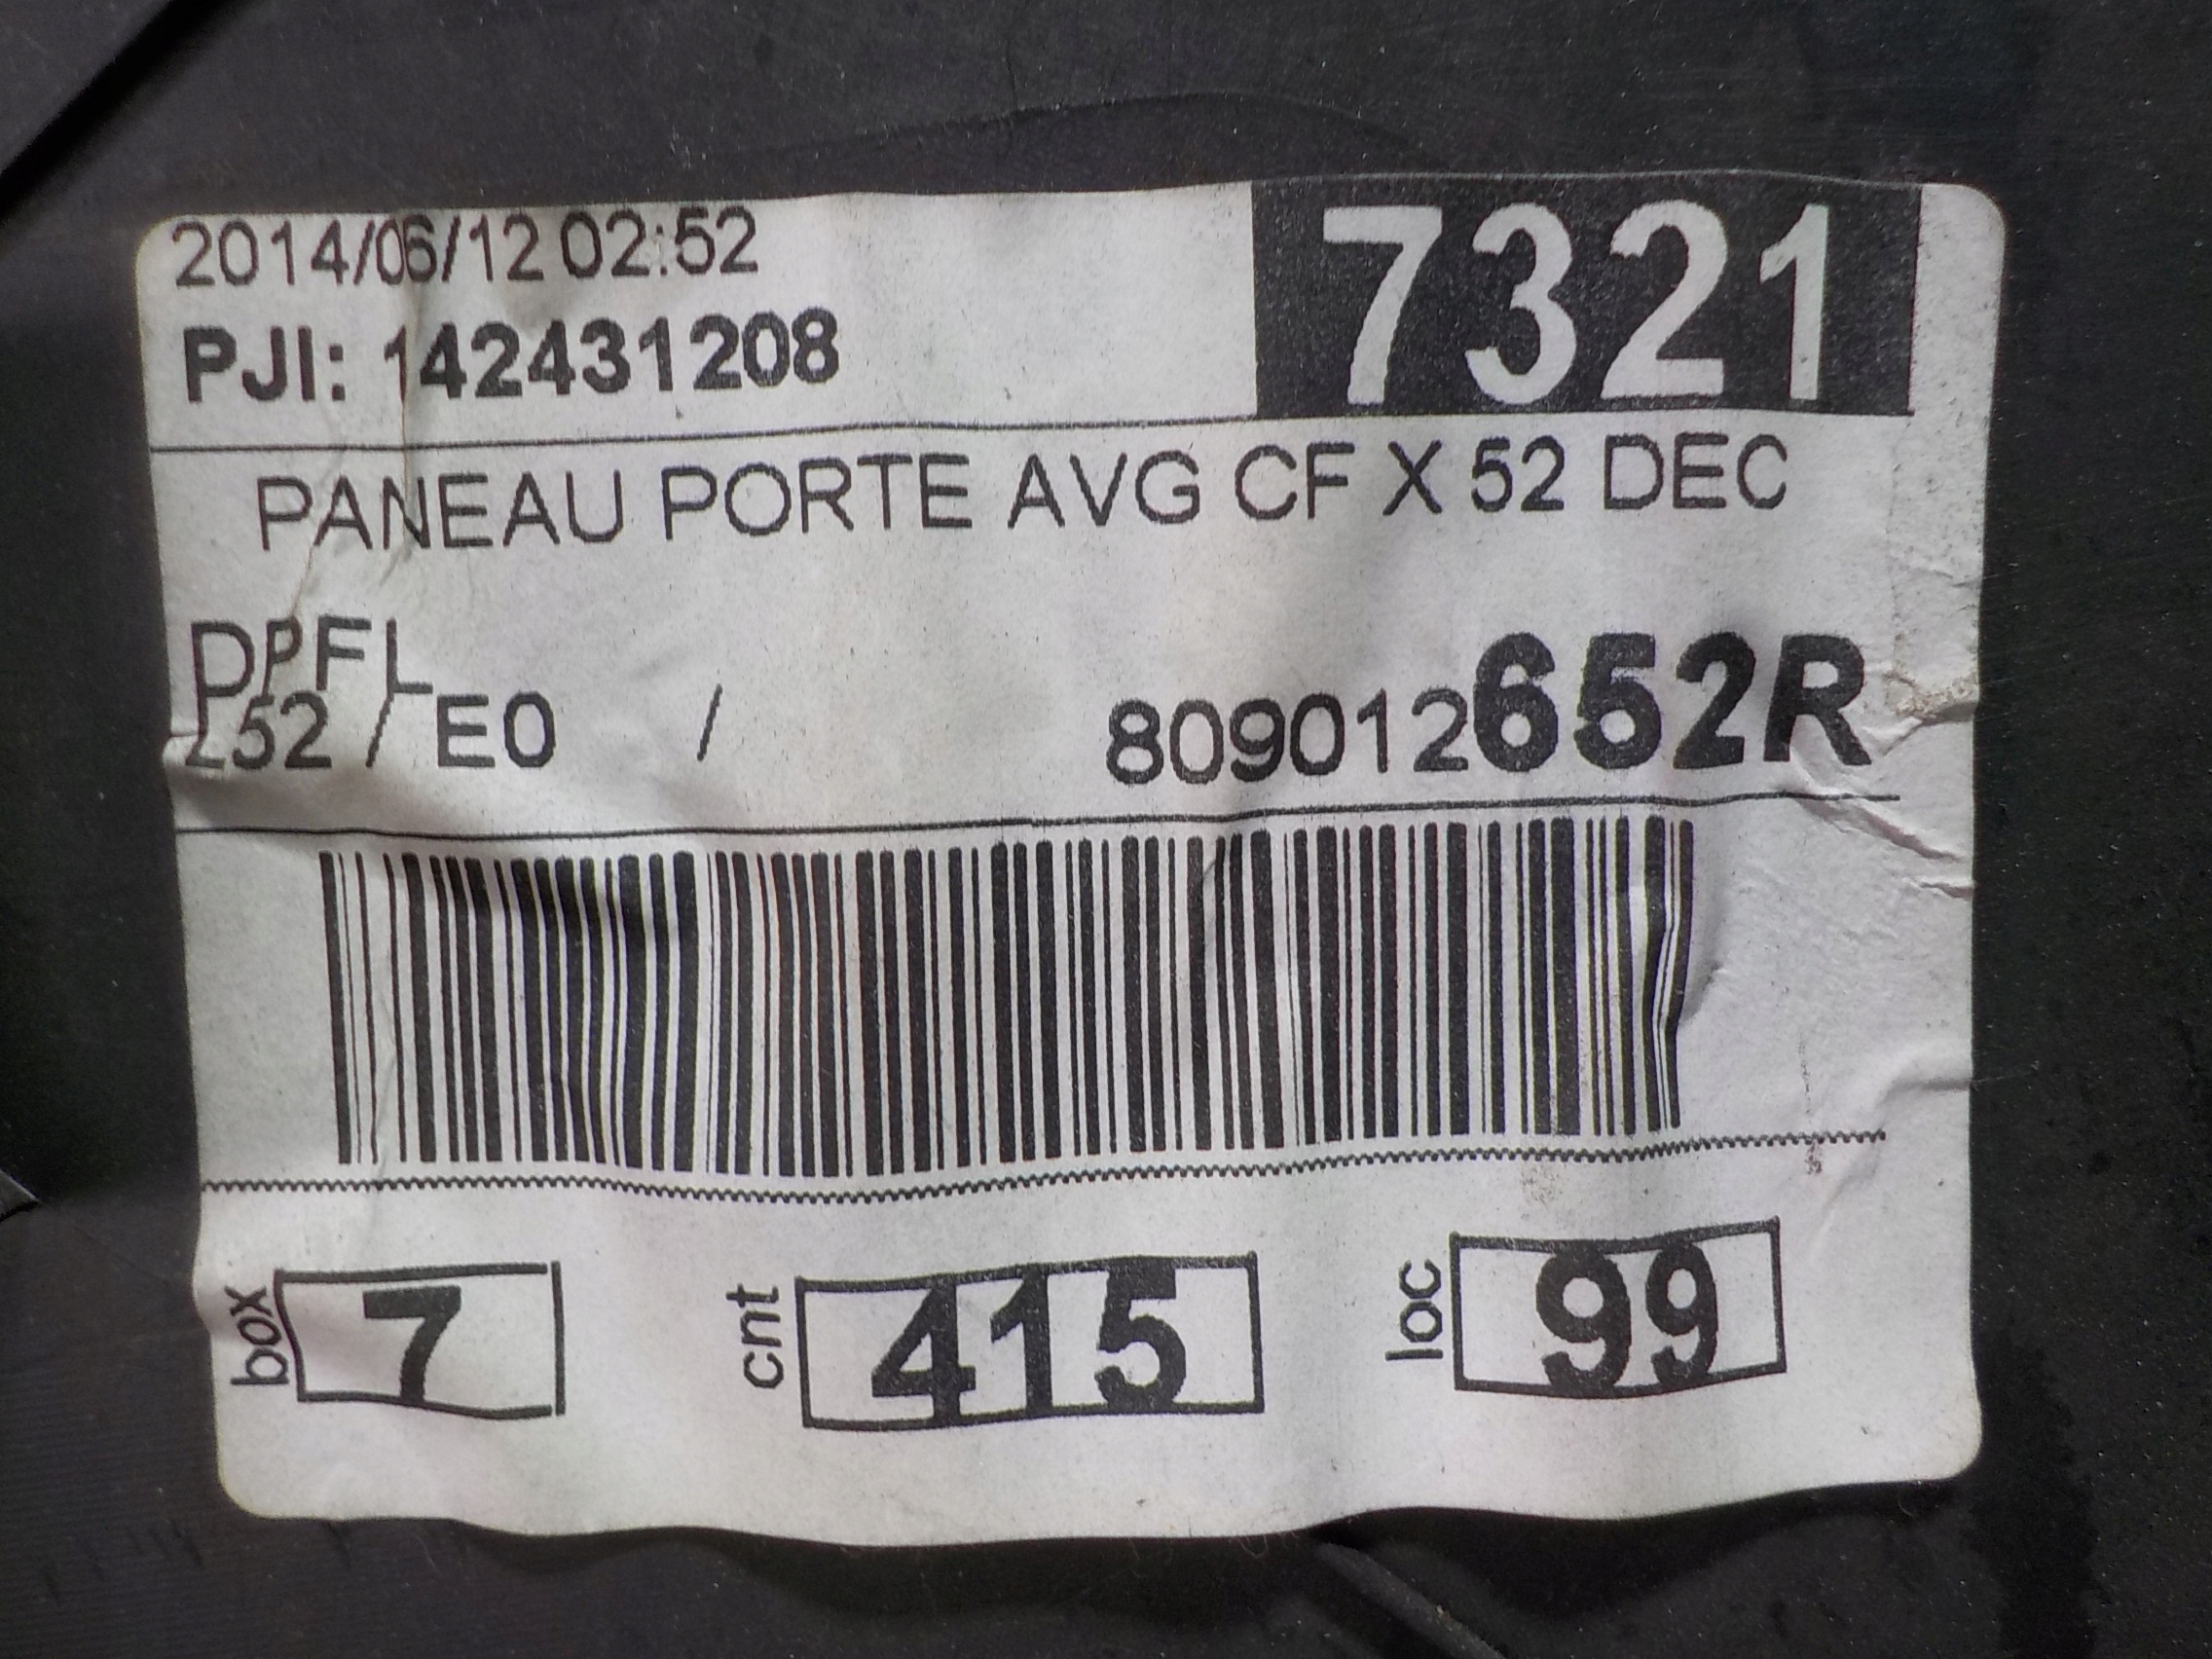 2014/06/12 02:52
7321
PJI: 142431208
PANEAU PORTE AVG CF X 52 DEC
DPFL
52 / E0 / 809012652R
box 7 cnt 415 loc 99